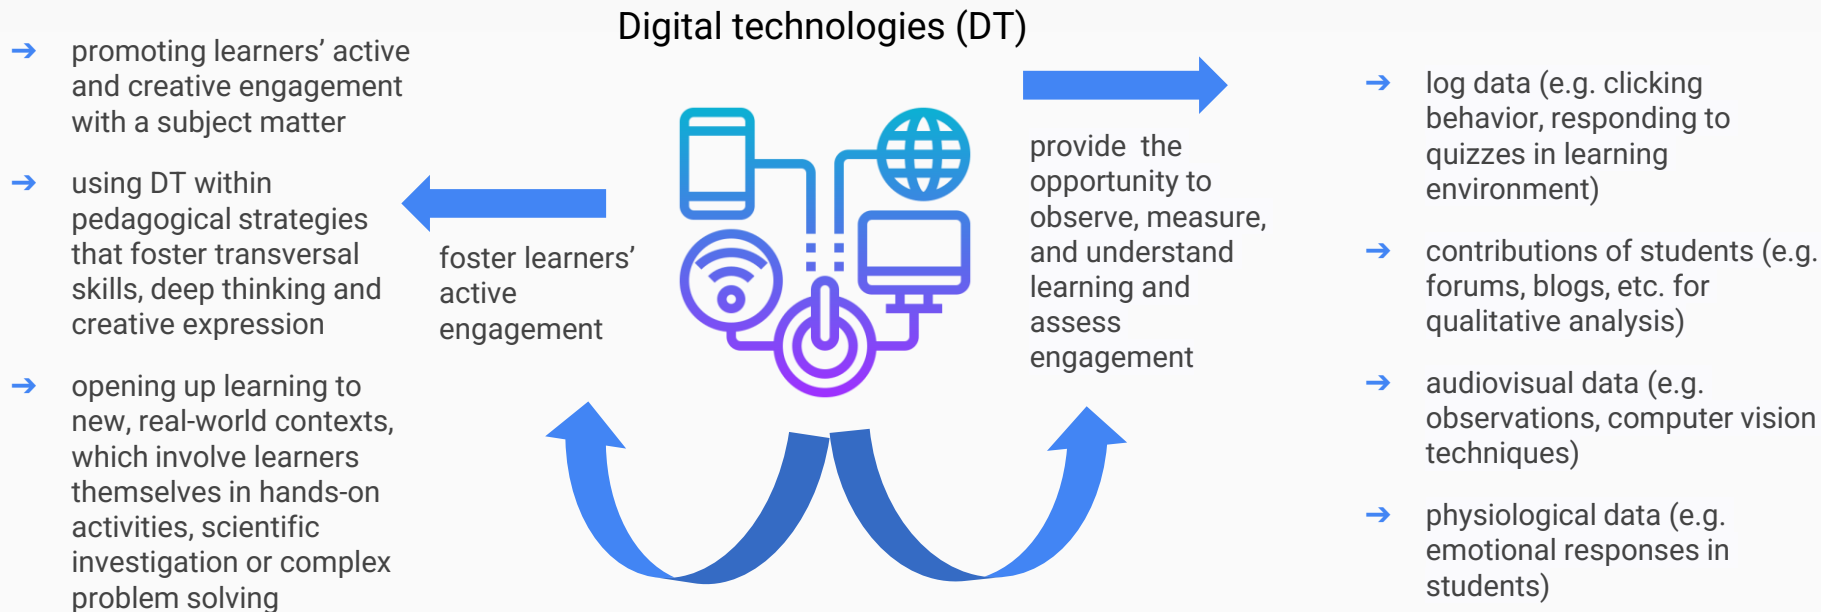 Digital technologies (DT)
➔ promoting learners’ active
and creative engagement
with a subject matter
➔ using DT within
pedagogical strategies
that foster transversal
skills, deep thinking and
creative expression
➔ opening up learning to
new, real-world contexts,
which involve learners
themselves in hands-on
activities, scientific
investigation or complex
problem solving
foster learners’
active
engagement
provide the
opportunity to
observe, measure,
and understand
learning and
assess
engagement
➔ log data (e.g. clicking
behavior, responding to
quizzes in learning
environment)
➔ contributions of students (e.g.
forums, blogs, etc. for
qualitative analysis)
➔ audiovisual data (e.g.
observations, computer vision
techniques)
➔ physiological data (e.g.
emotional responses in
students)